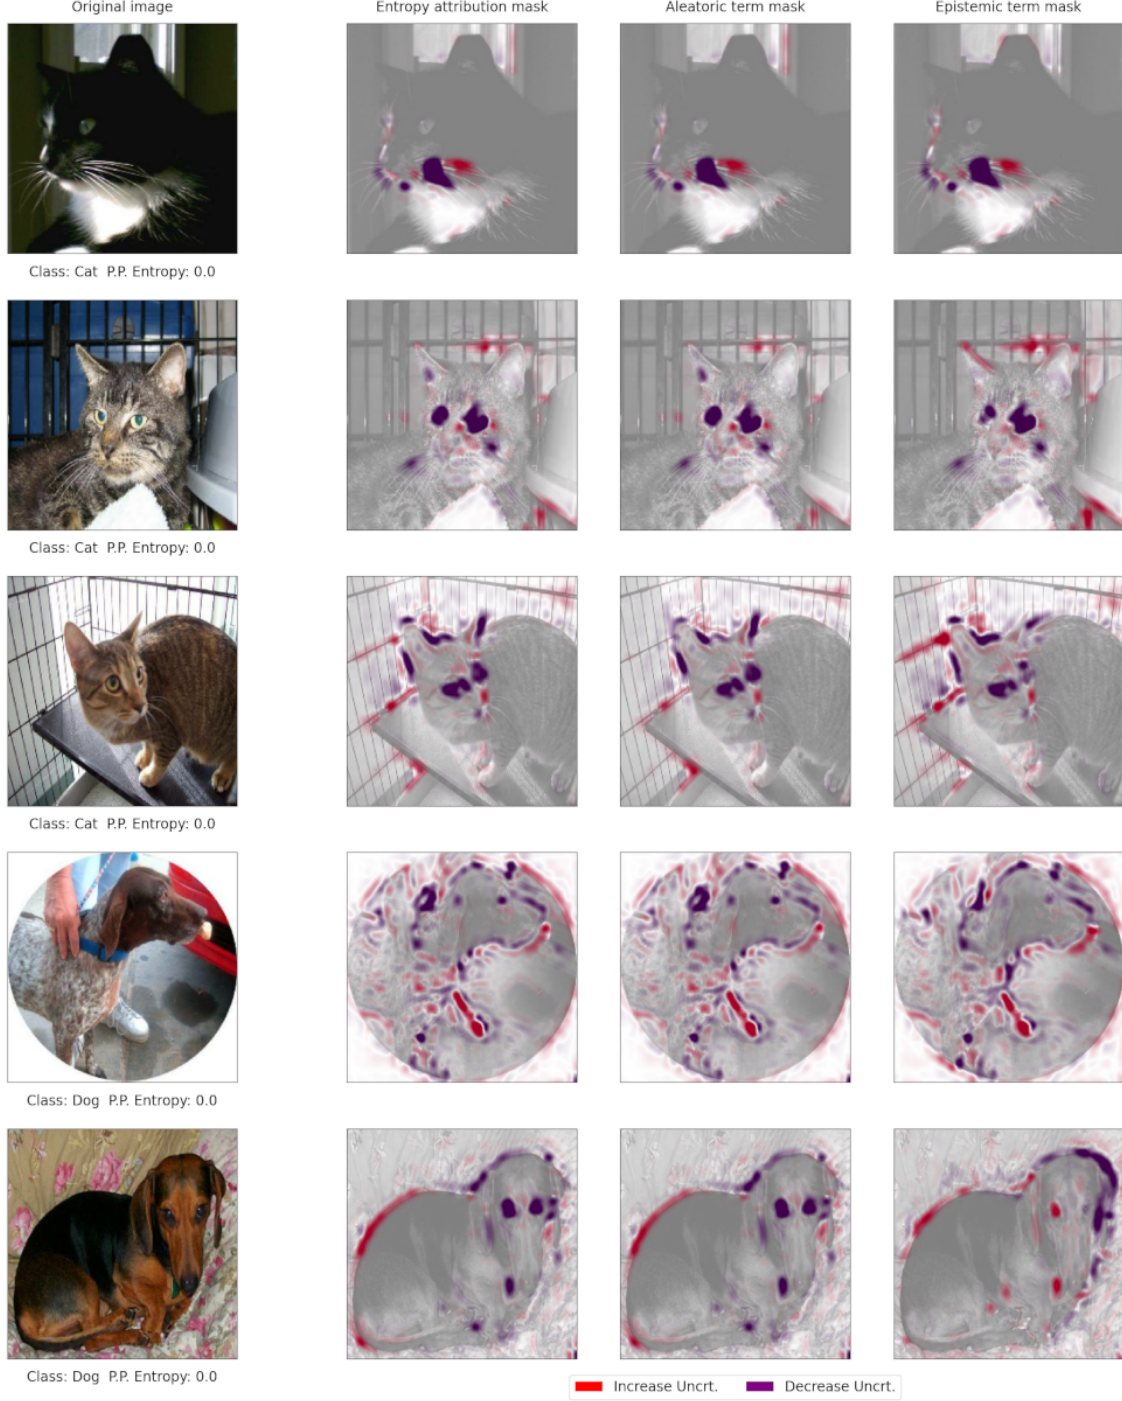 Original image
Entropy attribution mask
Aleatoric term mask
Epistemic term mask
Class: Cat  P.P. Entropy: 0.0
Class: Cat  P.P. Entropy: 0.0
Class: Cat  P.P. Entropy: 0.0
Class: Dog  P.P. Entropy: 0.0
Class: Dog  P.P. Entropy: 0.0
Increase Uncrt.
Decrease Uncrt.